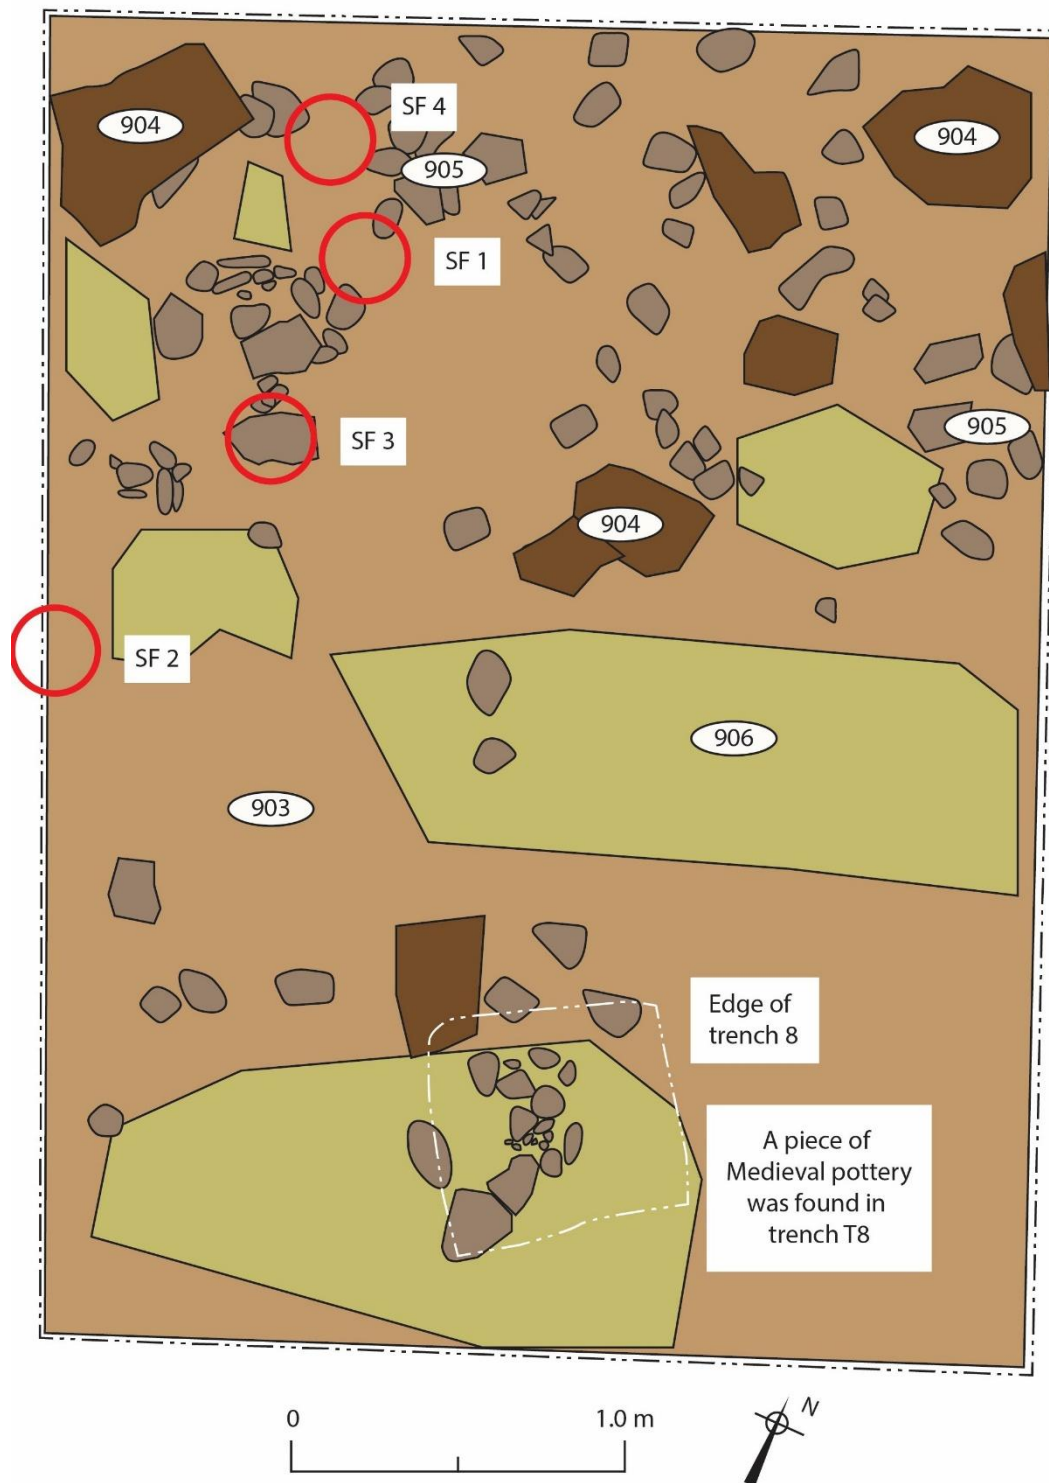 904
SF 4
905
904
SF 1
SF 3
905
904
SF 2
906
903
Edge of
trench 8
A piece of
Medieval pottery
was found in
trench T8
0
1.0 m
N